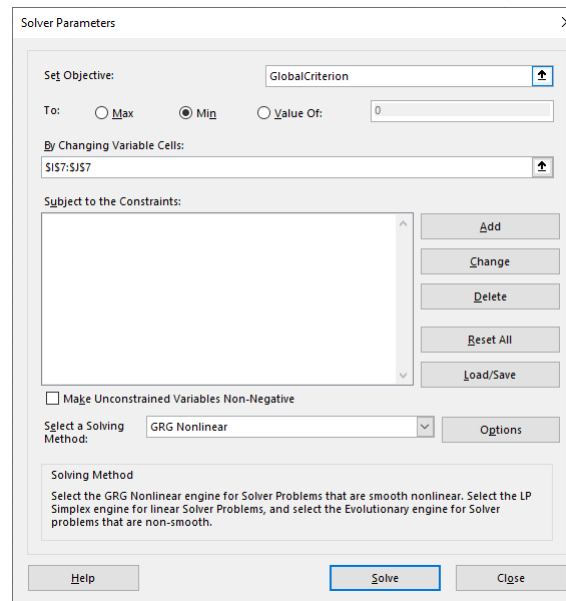 Solver Parameters
Set Objective:
GlobalCriterion
To:
Max
Min
Value Of:
0
By Changing Variable Cells:
$I$7:$J$7
Subject to the Constraints:
Add
Change
Delete
Reset All
Load/Save
Make Unconstrained Variables Non-Negative
Select a Solving
Method:
GRG Nonlinear
Options
Solving Method
Select the GRG Nonlinear engine for Solver Problems that are smooth nonlinear. Select the LP
Simplex engine for linear Solver Problems, and select the Evolutionary engine for Solver
problems that are non-smooth.
Help
Solve
Close